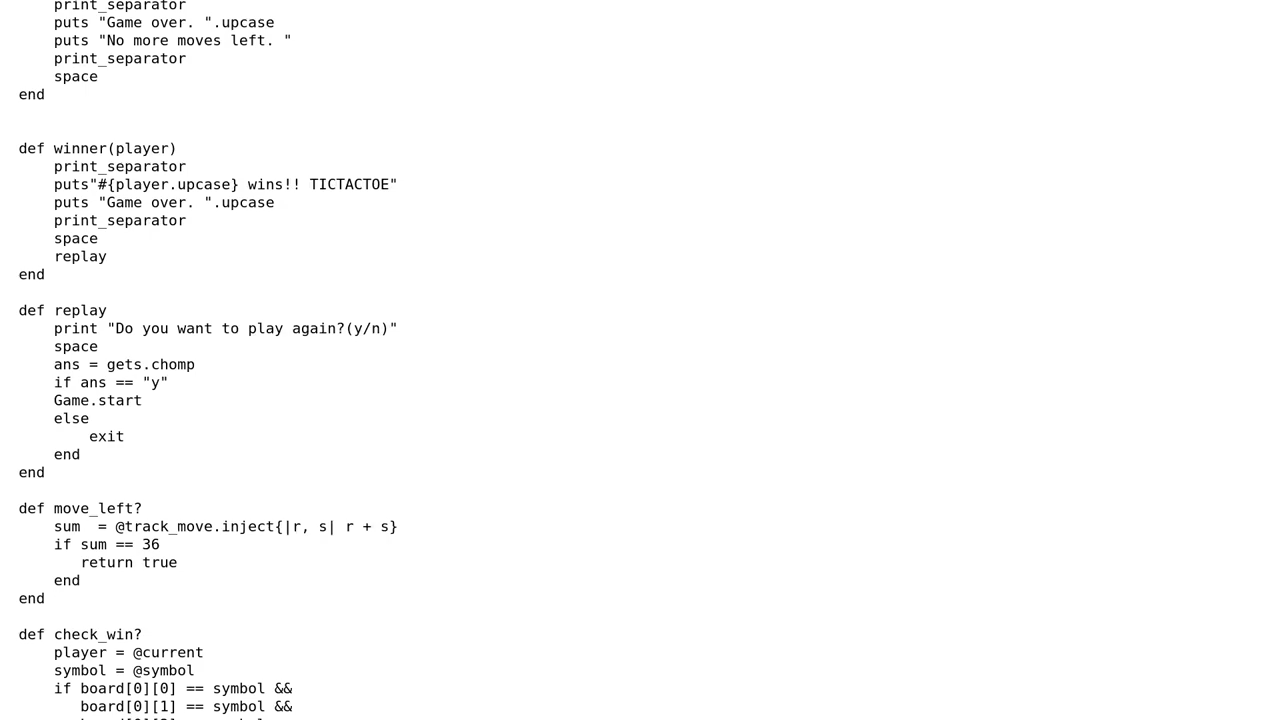 print_separator
    puts "Game over. ".upcase
    puts "No more moves left. "
    print_separator
    space
end
def winner(player)
    print_separator
    puts"#{player.upcase} wins!! TICTACTOE"
    puts "Game over. ".upcase
    print_separator
    space
    replay
end
def replay
    print "Do you want to play again?(y/n)"
    space
    ans = gets.chomp
    if ans == "y"
    Game.start
    else
        exit
    end
end
def move_left?
    sum  = @track_move.inject{|r, s| r + s}
    if sum == 36
       return true
    end
end
def check_win?
    player = @current
    symbol = @symbol
    if board[0][0] == symbol &&
       board[0][1] == symbol &&